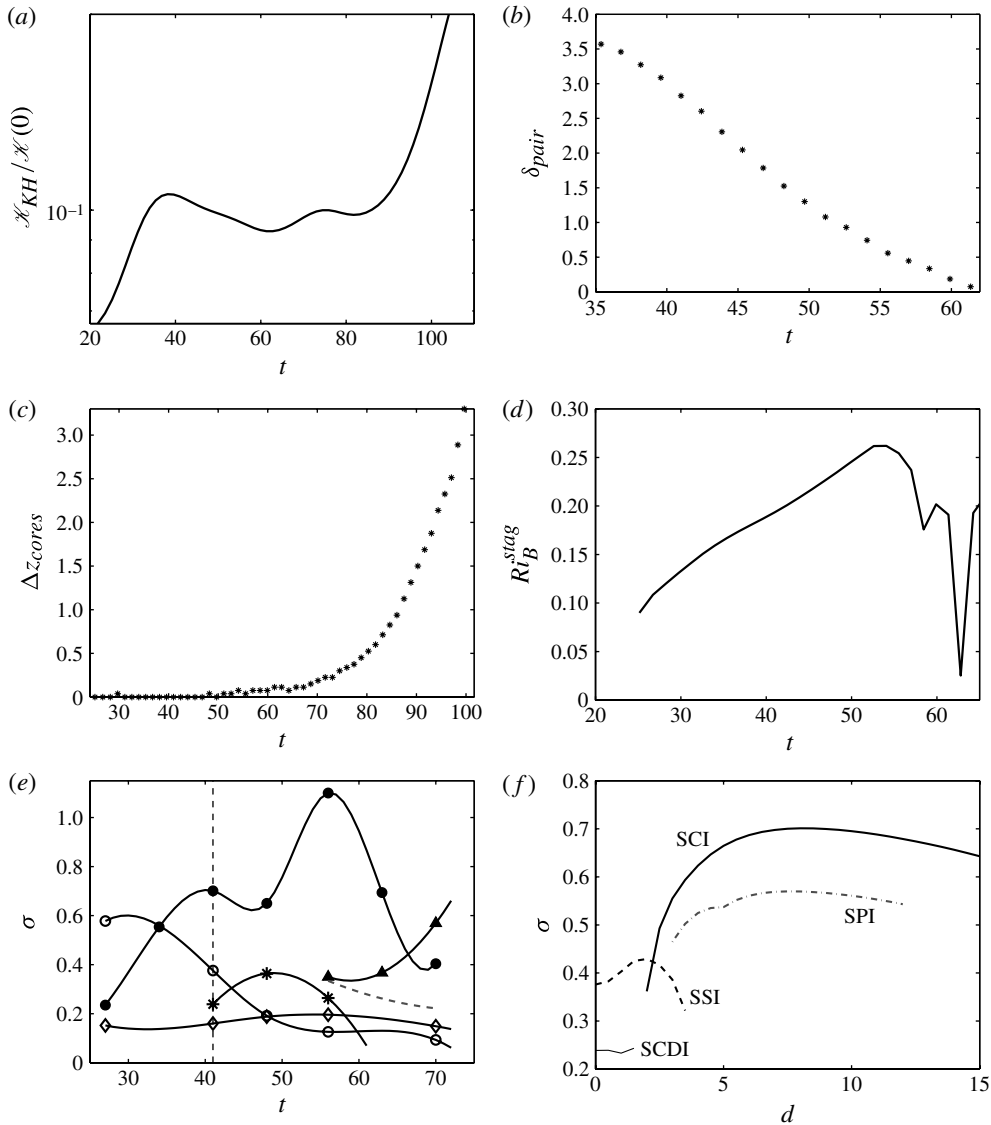 (a)
𝒦KH/𝒦(0)
10⁻¹
20 40 60 80 100
t
(b)
δpair
4.0
3.5
3.0
2.5
2.0
1.5
1.0
0.5
0
35 40 45 50 55 60
t
(c)
Δzcores
3.0
2.5
2.0
1.5
1.0
0.5
0
30 40 50 60 70 80 90 100
t
(d)
Ri_B^stag
0.30
0.25
0.20
0.15
0.10
0.05
0
20 30 40 50 60
t
(e)
σ
1.0
0.8
0.6
0.4
0.2
0
30 40 50 60 70
t
(f)
σ
0.8
0.7
0.6
0.5
0.4
0.3
0.2
SCI
SPI
SSI
SCDI
0 5 10 15
d